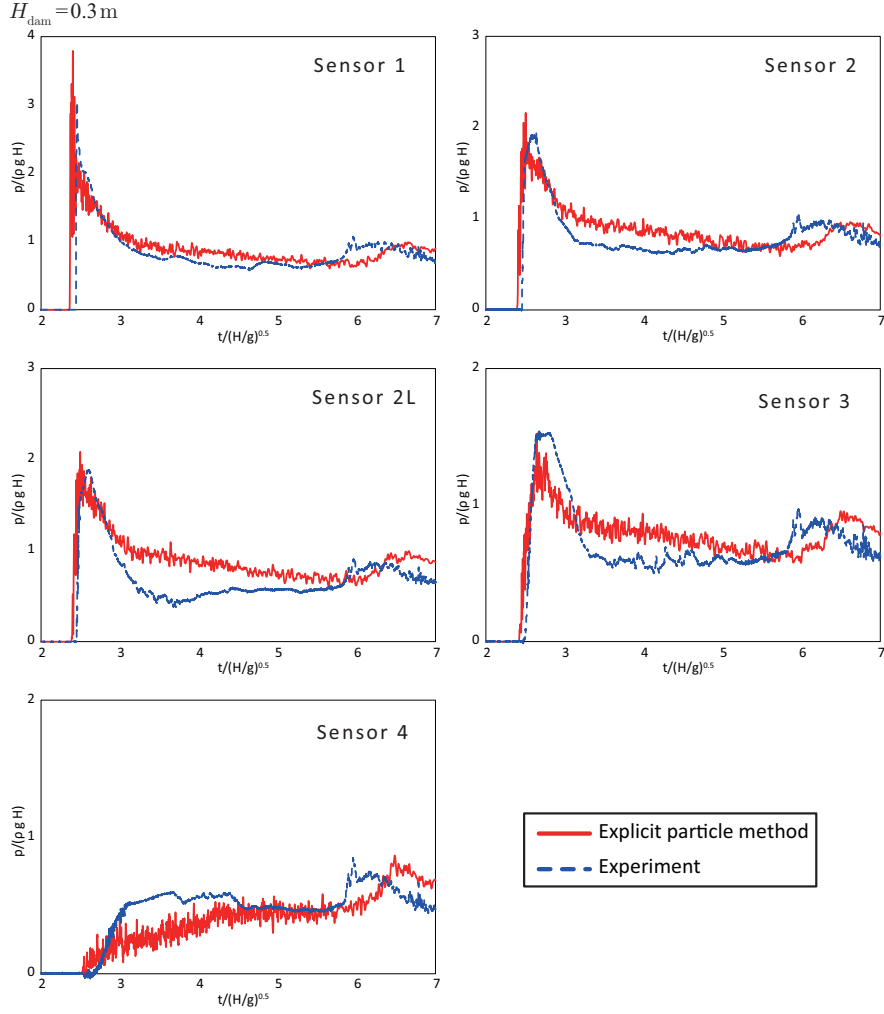 H_dam =0.3 m
Sensor 1
4
3
2
1
0
p/(ρ g H)
2 3 4 5 6 7
t/(H/g)^0.5
Sensor 2
3
2
1
0
p/(ρ g H)
2 3 4 5 6 7
t/(H/g)^0.5
Sensor 2L
3
2
1
0
p/(ρ g H)
2 3 4 5 6 7
t/(H/g)^0.5
Sensor 3
2
1
0
p/(ρ g H)
2 3 4 5 6 7
t/(H/g)^0.5
Sensor 4
2
1
0
p/(ρ g H)
2 3 4 5 6 7
t/(H/g)^0.5
Explicit particle method
Experiment